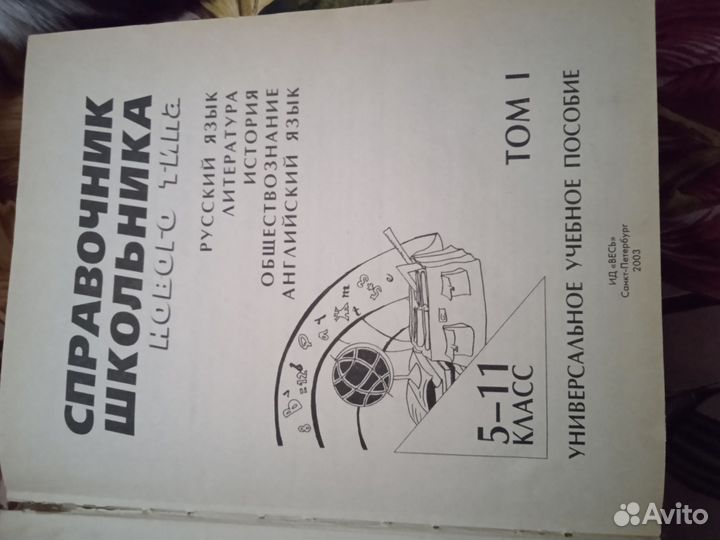 СПРАВОЧНИК
ШКОЛЬНИКА
НОВОГО ТИПА
РУССКИЙ ЯЗЫК
ЛИТЕРАТУРА
ИСТОРИЯ
ОБЩЕСТВОЗНАНИЕ
АНГЛИЙСКИЙ ЯЗЫК
5–11
КЛАСС
ТОМ I
УНИВЕРСАЛЬНОЕ УЧЕБНОЕ ПОСОБИЕ
ИД «ВЕСЬ»
Санкт-Петербург
2003
Avito